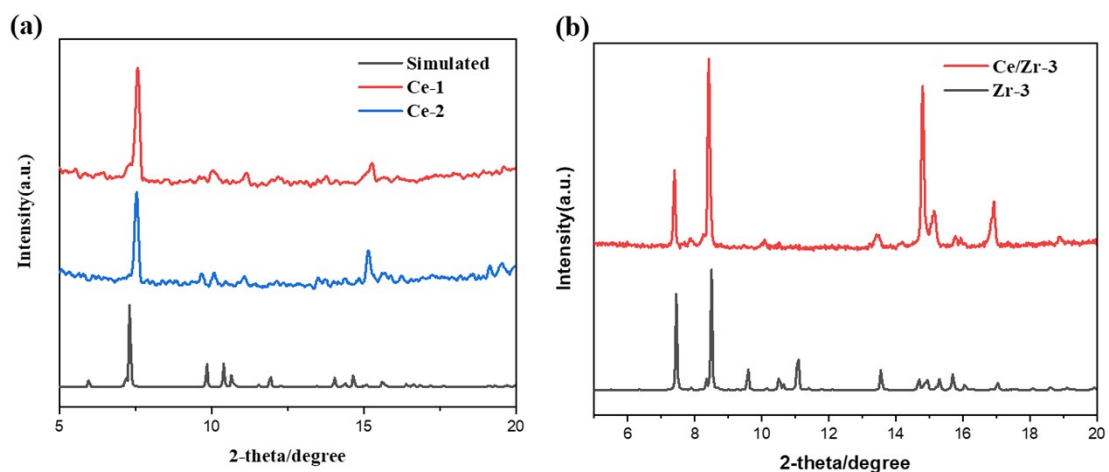 (a)
Simulated
Ce-1
Ce-2
Intensity(a.u.)
5 10 15 20
2-theta/degree
(b)
Ce/Zr-3
Zr-3
Intensity(a.u.)
6 8 10 12 14 16 18 20
2-theta/degree